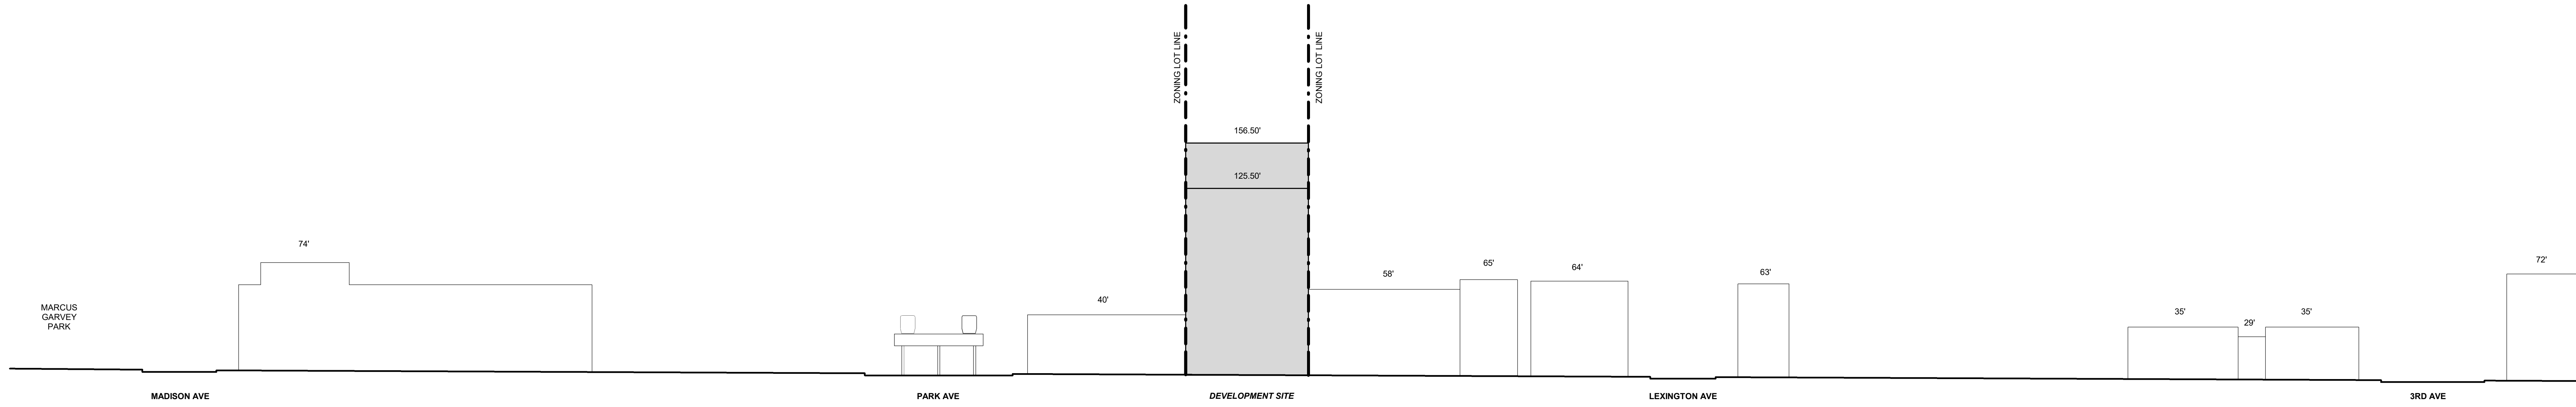 ZONING LOT LINE
ZONING LOT LINE
156.50'
125.50'
74'
MARCUS
GARVEY
PARK
40'
58'
65'
64'
63'
35'
29'
35'
72'
MADISON AVE
PARK AVE
DEVELOPMENT SITE
LEXINGTON AVE
3RD AVE